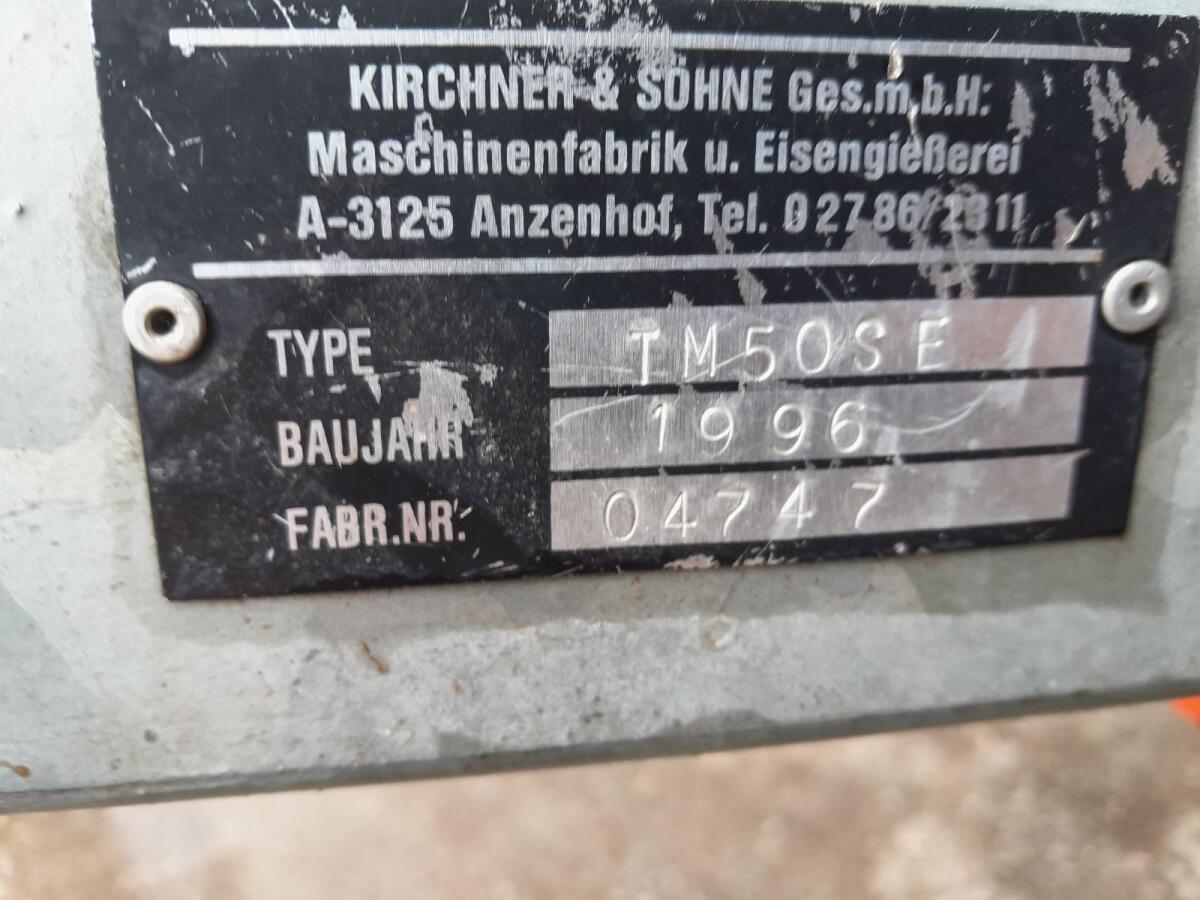 KIRCHNER & SÖHNE Ges.m.b.H.
Maschinenfabrik u. Eisengießerei
A-3125 Anzenhof, Tel. 02786/2311
TYPE TM50SE
BAUJAHR 1996
FABR.NR. 04747